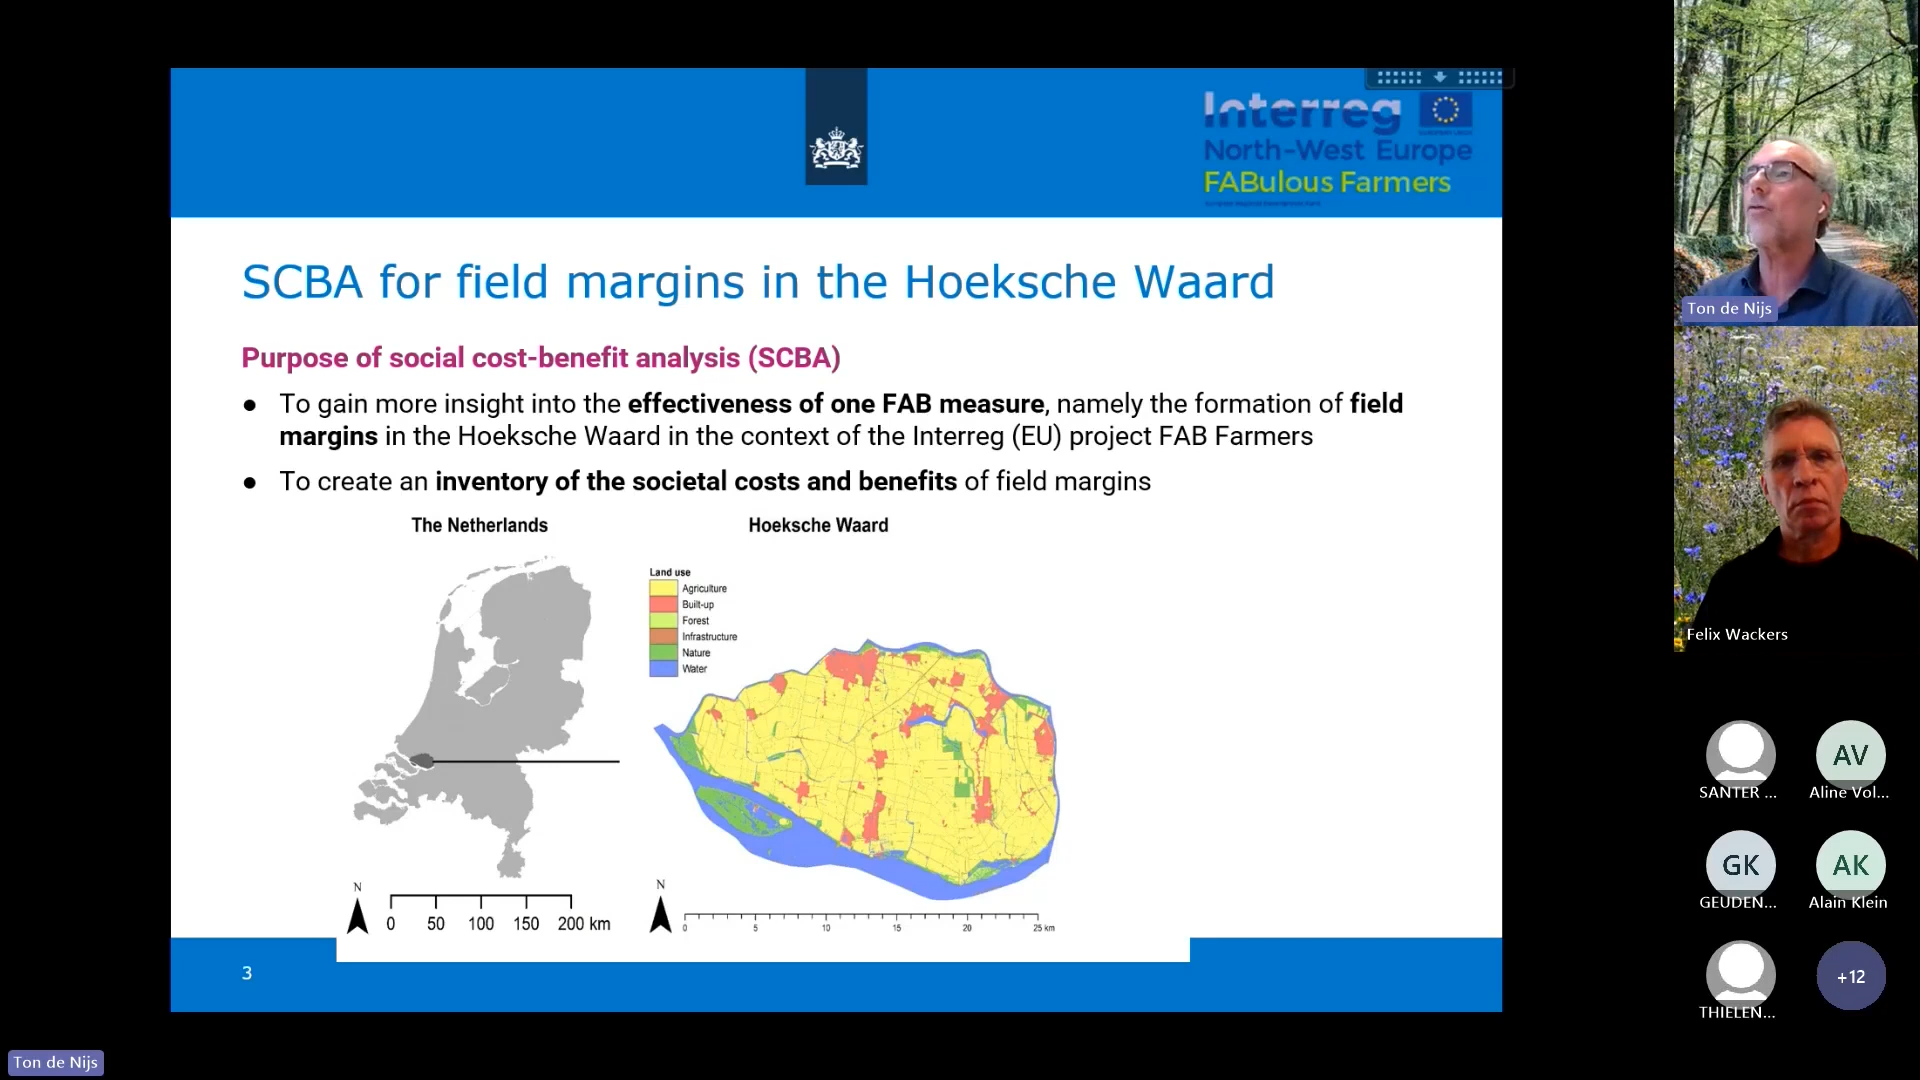 Interreg
North-West Europe
FABulous Farmers
SCBA for field margins in the Hoeksche Waard
Purpose of social cost-benefit analysis (SCBA)
● To gain more insight into the effectiveness of one FAB measure, namely the formation of field
margins in the Hoeksche Waard in the context of the Interreg (EU) project FAB Farmers
● To create an inventory of the societal costs and benefits of field margins
The Netherlands
Hoeksche Waard
Land use
Agriculture
Built-up
Forest
Infrastructure
Nature
Water
N
0 50 100 150 200 km
N
0 5 10 15 20 25 km
3
Ton de Nijs
Felix Wackers
SANTER ...
AV
Aline Vol...
GK
GEUDEN...
AK
Alain Klein
THIELEN...
+12
Ton de Nijs